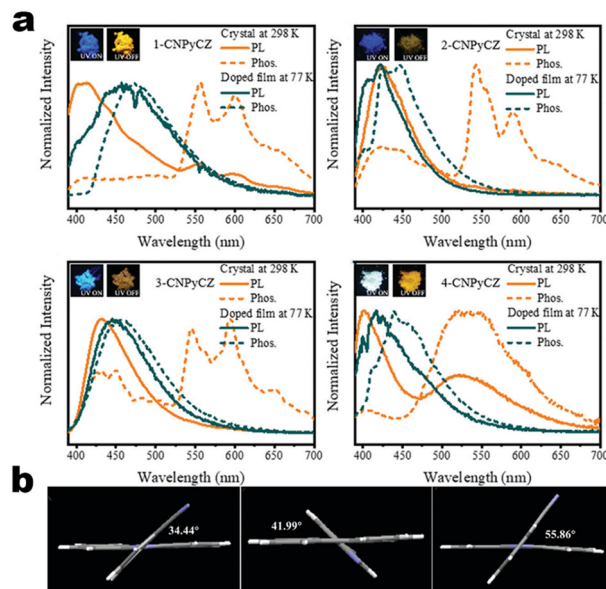 a
UV ON UV OFF
1-CNPyCZ
Crystal at 298 K
PL
Phos.
Doped film at 77 K
PL
Phos.
Normalized Intensity
400 450 500 550 600 650 700
Wavelength (nm)
UV ON UV OFF
2-CNPyCZ
Crystal at 298 K
PL
Phos.
Doped film at 77 K
PL
Phos.
Normalized Intensity
400 450 500 550 600 650 700
Wavelength (nm)
UV ON UV OFF
3-CNPyCZ
Crystal at 298 K
PL
Phos.
Doped film at 77 K
PL
Phos.
Normalized Intensity
400 450 500 550 600 650 700
Wavelength (nm)
UV ON UV OFF
4-CNPyCZ
Crystal at 298 K
PL
Phos.
Doped film at 77 K
PL
Phos.
Normalized Intensity
400 450 500 550 600 650 700
Wavelength (nm)
b
34.44°
41.99°
55.86°